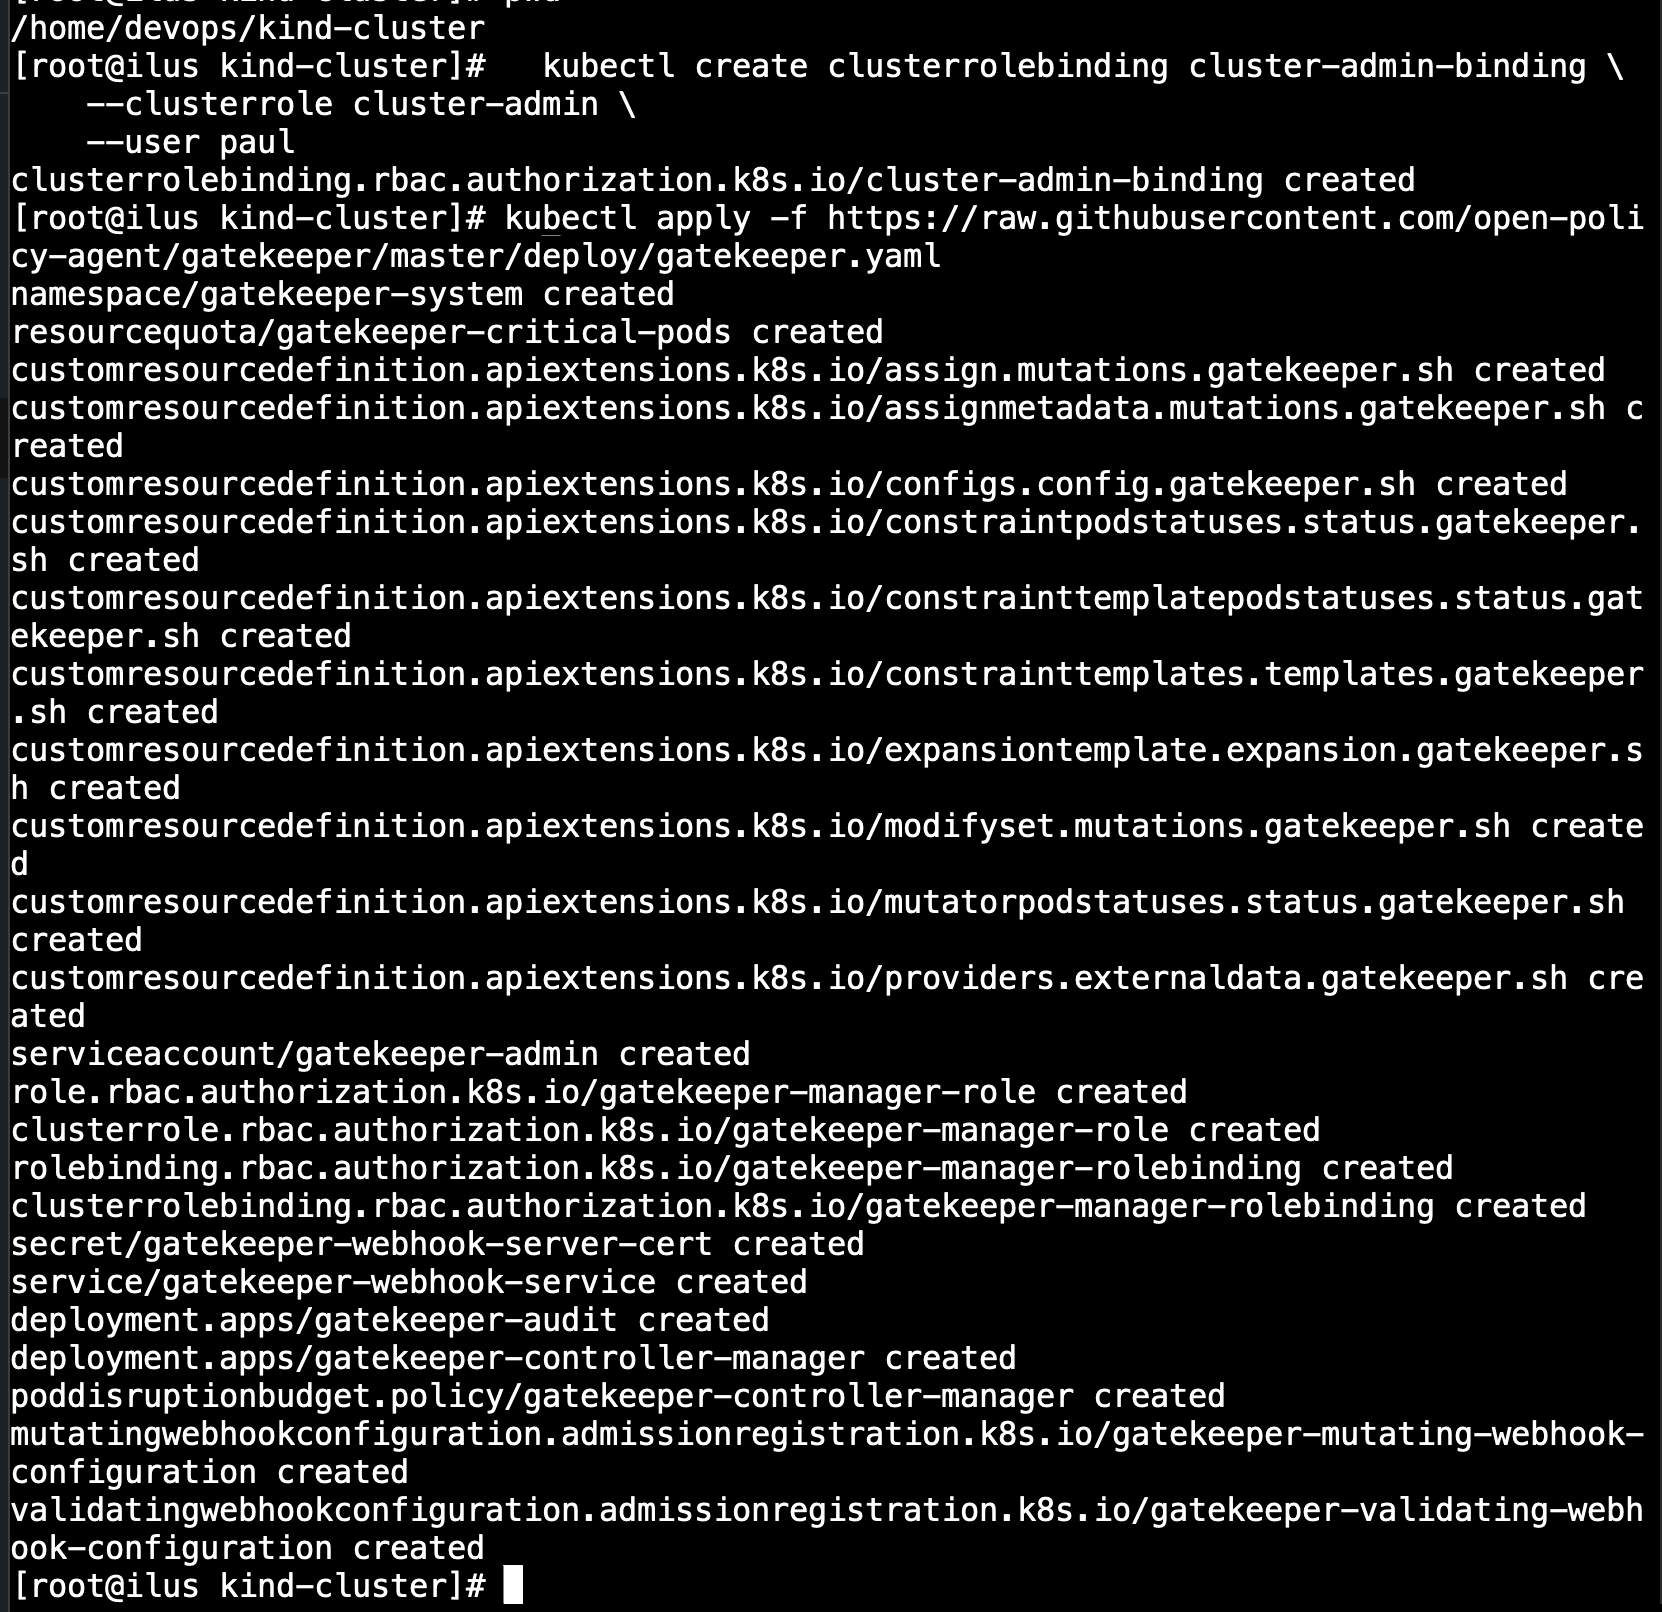 /home/devops/kind-cluster
[root@ilus kind-cluster]#   kubectl create clusterrolebinding cluster-admin-binding \
    --clusterrole cluster-admin \
    --user paul
clusterrolebinding.rbac.authorization.k8s.io/cluster-admin-binding created
[root@ilus kind-cluster]# kubectl apply -f https://raw.githubusercontent.com/open-poli
cy-agent/gatekeeper/master/deploy/gatekeeper.yaml
namespace/gatekeeper-system created
resourcequota/gatekeeper-critical-pods created
customresourcedefinition.apiextensions.k8s.io/assign.mutations.gatekeeper.sh created
customresourcedefinition.apiextensions.k8s.io/assignmetadata.mutations.gatekeeper.sh c
reated
customresourcedefinition.apiextensions.k8s.io/configs.config.gatekeeper.sh created
customresourcedefinition.apiextensions.k8s.io/constraintpodstatuses.status.gatekeeper.
sh created
customresourcedefinition.apiextensions.k8s.io/constrainttemplatepodstatuses.status.gat
ekeeper.sh created
customresourcedefinition.apiextensions.k8s.io/constrainttemplates.templates.gatekeeper
.sh created
customresourcedefinition.apiextensions.k8s.io/expansiontemplate.expansion.gatekeeper.s
h created
customresourcedefinition.apiextensions.k8s.io/modifyset.mutations.gatekeeper.sh create
d
customresourcedefinition.apiextensions.k8s.io/mutatorpodstatuses.status.gatekeeper.sh
created
customresourcedefinition.apiextensions.k8s.io/providers.externaldata.gatekeeper.sh cre
ated
serviceaccount/gatekeeper-admin created
role.rbac.authorization.k8s.io/gatekeeper-manager-role created
clusterrole.rbac.authorization.k8s.io/gatekeeper-manager-role created
rolebinding.rbac.authorization.k8s.io/gatekeeper-manager-rolebinding created
clusterrolebinding.rbac.authorization.k8s.io/gatekeeper-manager-rolebinding created
secret/gatekeeper-webhook-server-cert created
service/gatekeeper-webhook-service created
deployment.apps/gatekeeper-audit created
deployment.apps/gatekeeper-controller-manager created
poddisruptionbudget.policy/gatekeeper-controller-manager created
mutatingwebhookconfiguration.admissionregistration.k8s.io/gatekeeper-mutating-webhook-
configuration created
validatingwebhookconfiguration.admissionregistration.k8s.io/gatekeeper-validating-webh
ook-configuration created
[root@ilus kind-cluster]#